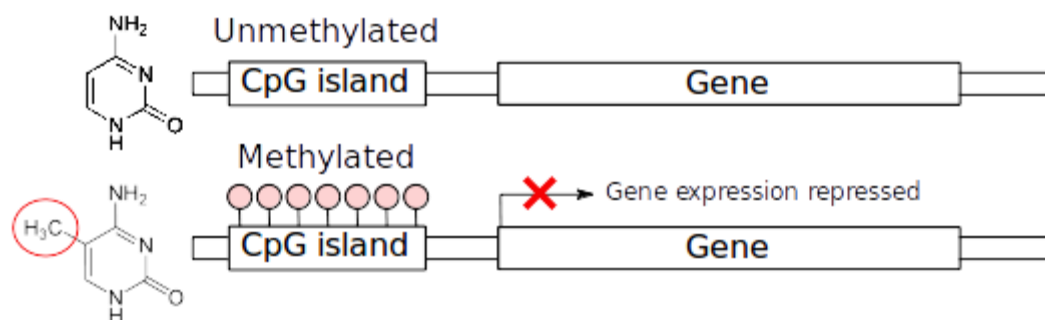 NH₂
Unmethylated
CpG island
Gene
N
N
H
O
Methylated
Gene expression repressed
NH₂
H₃C
CpG island
Gene
N
N
H
O